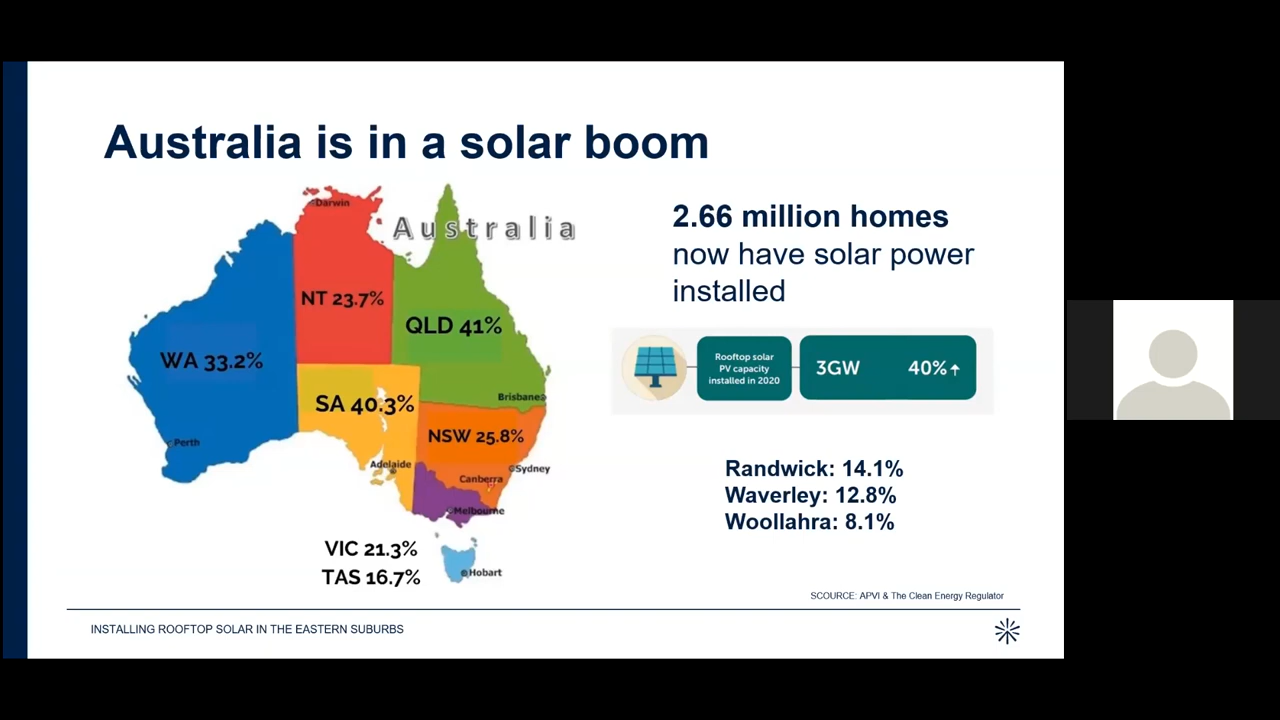 Australia is in a solar boom
Darwin
Australia
NT 23.7%
QLD 41%
WA 33.2%
SA 40.3%
Brisbane
NSW 25.8%
Perth
Adelaide
Sydney
Canberra
Melbourne
VIC 21.3%
TAS 16.7%
Hobart
2.66 million homes
now have solar power
installed
Rooftop solar
PV capacity
installed in 2020
3GW 40%
Randwick: 14.1%
Waverley: 12.8%
Woollahra: 8.1%
SCOURCE: APVI & The Clean Energy Regulator
INSTALLING ROOFTOP SOLAR IN THE EASTERN SUBURBS